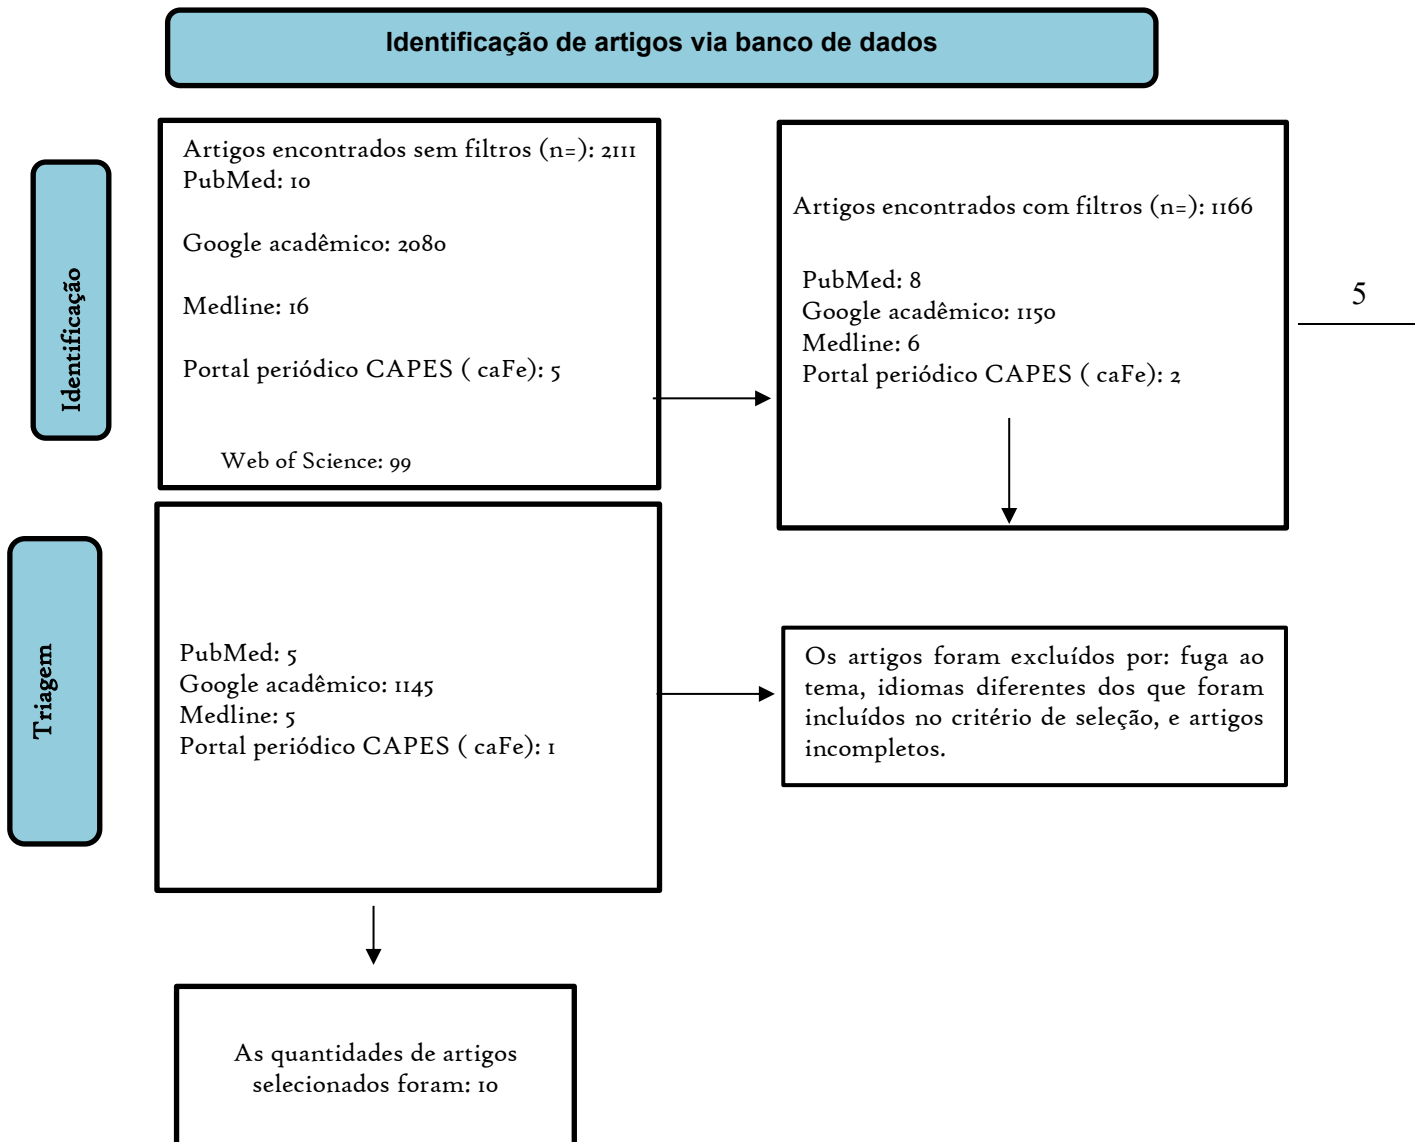 Identificação de artigos via banco de dados
Identificação
Artigos encontrados sem filtros (n=): 2111
PubMed: 10
Google acadêmico: 2080
Medline: 16
Portal periódico CAPES ( caFe): 5
Web of Science: 99
Artigos encontrados com filtros (n=): 1166
PubMed: 8
Google acadêmico: 1150
Medline: 6
Portal periódico CAPES ( caFe): 2
5
Triagem
PubMed: 5
Google acadêmico: 1145
Medline: 5
Portal periódico CAPES ( caFe): 1
Os artigos foram excluídos por: fuga ao
tema, idiomas diferentes dos que foram
incluídos no critério de seleção, e artigos
incompletos.
As quantidades de artigos
selecionados foram: 10